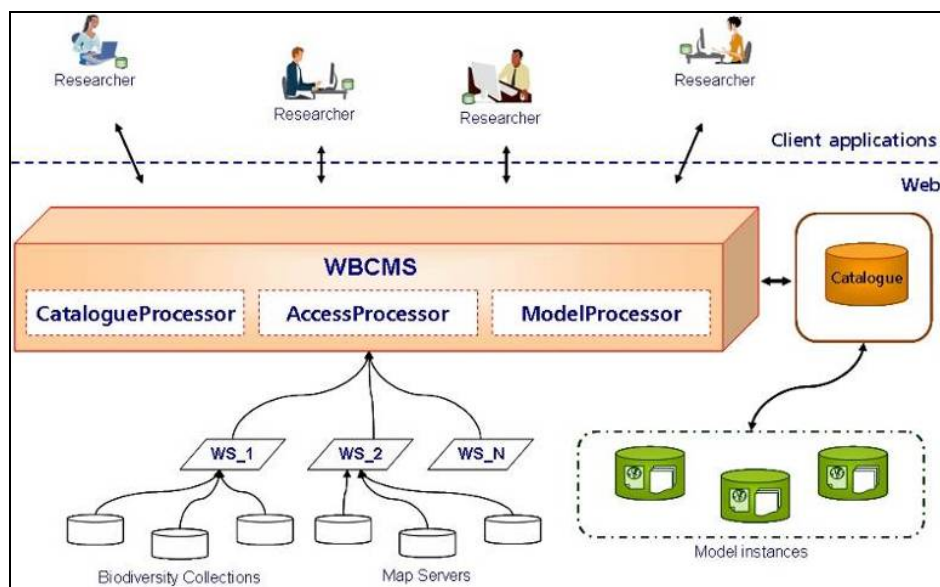 Researcher
Researcher
Researcher
Researcher
Client applications
Web
WBCMS
CatalogueProcessor
AccessProcessor
ModelProcessor
Catalogue
WS_1
WS_2
WS_N
Biodiversity Collections
Map Servers
Model instances